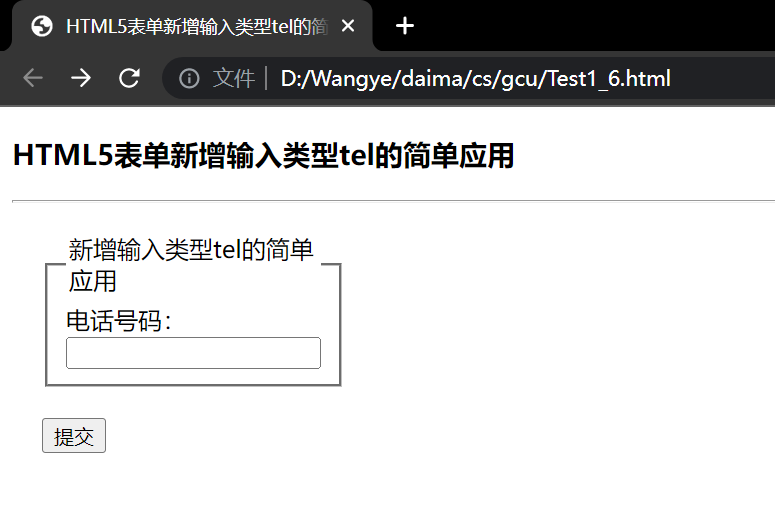 HTML5表单新增输入类型tel的简
文件 D:/Wangye/daima/cs/gcu/Test1_6.html
HTML5表单新增输入类型tel的简单应用
新增输入类型tel的简单
应用
电话号码：
提交